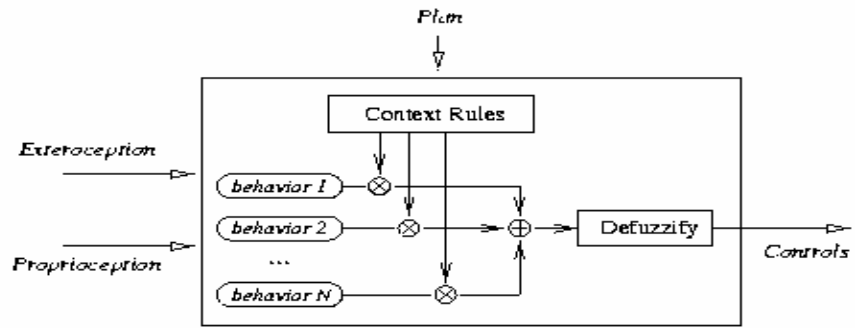 Plan
Context Rules
Exteroception
behavior 1
behavior 2
Defuzzify
Proprioception
...
Controls
behavior N